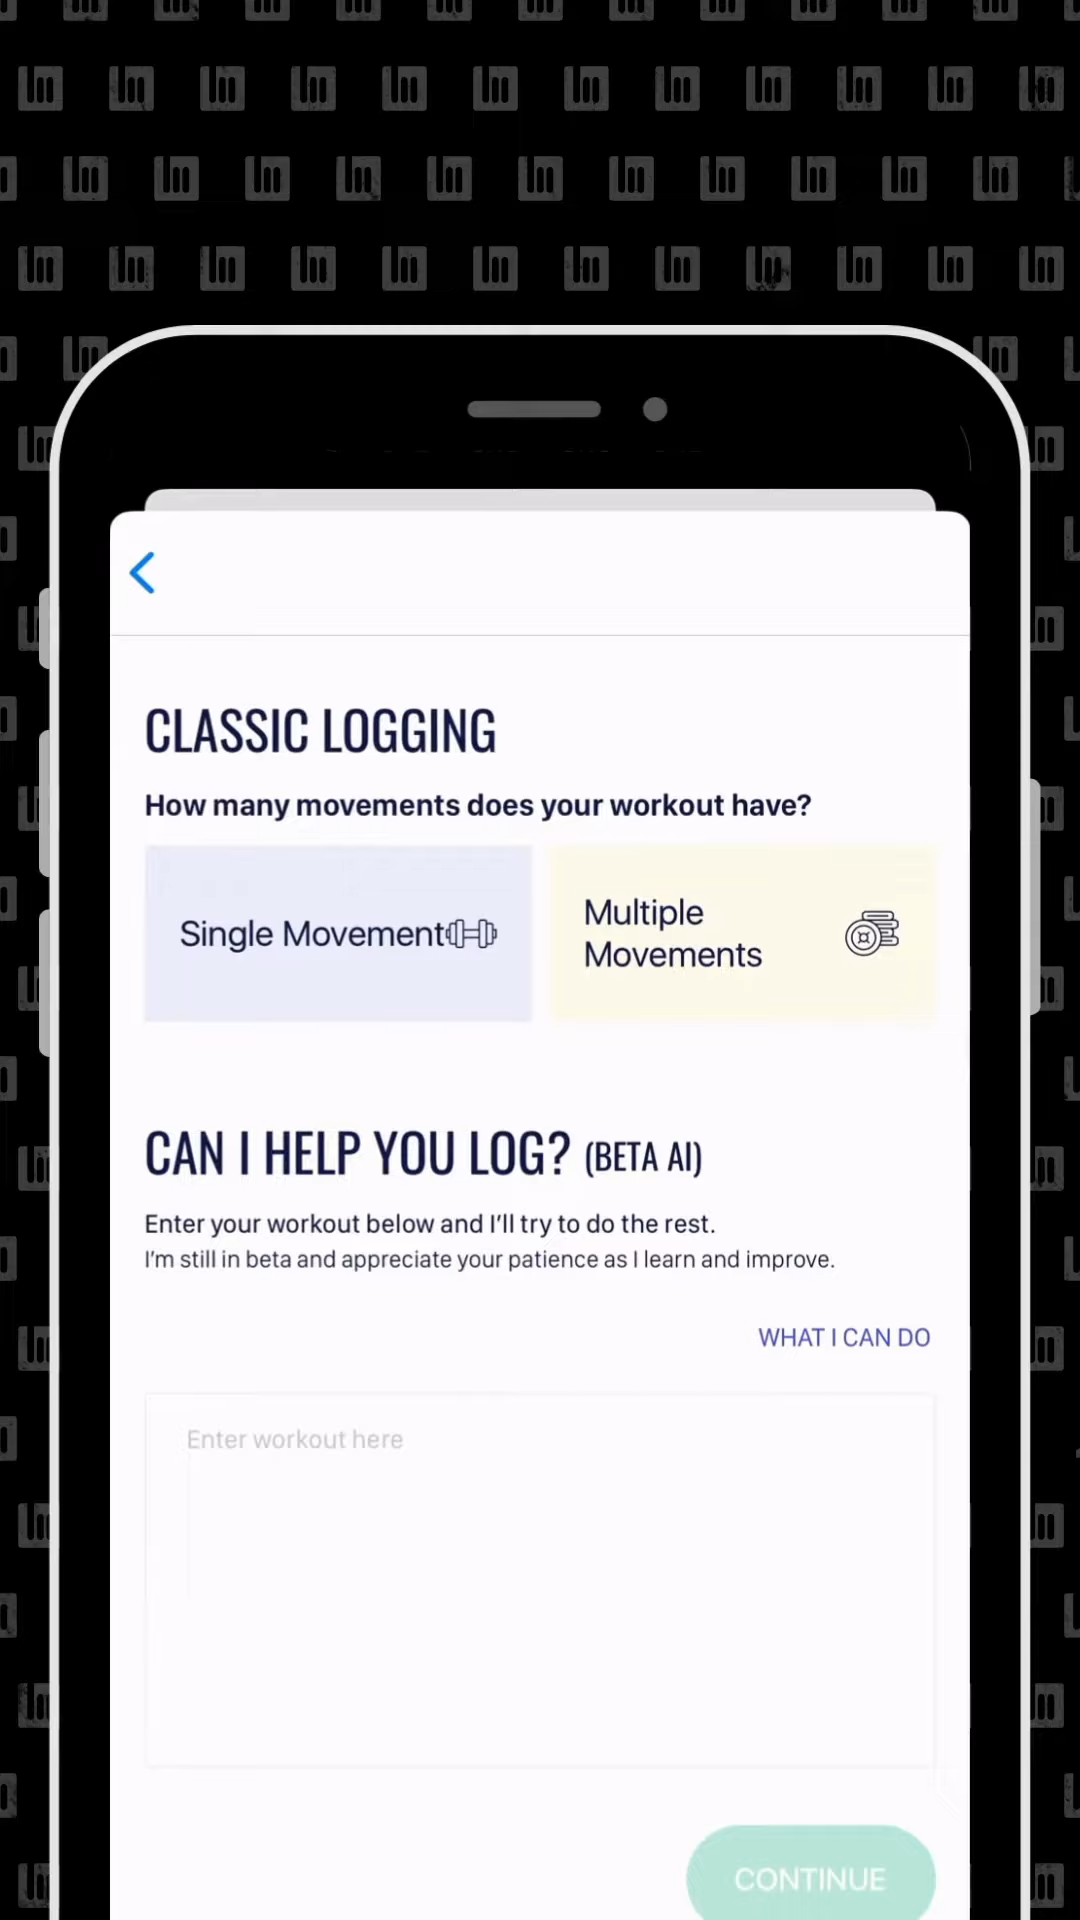 CLASSIC LOGGING
How many movements does your workout have?
Single Movement
Multiple
Movements
CAN I HELP YOU LOG? (BETA AI)
Enter your workout below and I'll try to do the rest.
I'm still in beta and appreciate your patience as I learn and improve.
WHAT I CAN DO
Enter workout here
CONTINUE